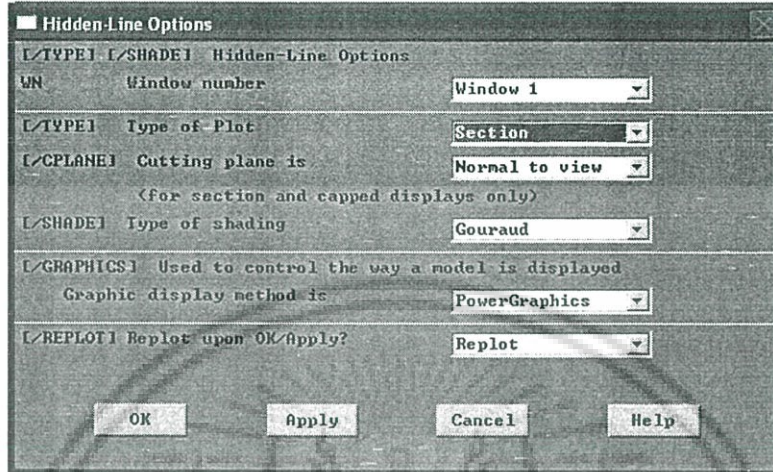 Hidden-Line Options
[/TYPE] [/SHADE] Hidden-Line Options
WN Window number Window 1
[/TYPE] Type of Plot Section
[/CPLANE] Cutting plane is Normal to view
(for section and capped displays only)
[/SHADE] Type of shading Gouraud
[/GRAPHICS] Used to control the way a model is displayed
Graphic display method is PowerGraphics
[/REPLOT] Replot upon OK/Apply? Replot
OK Apply Cancel Help